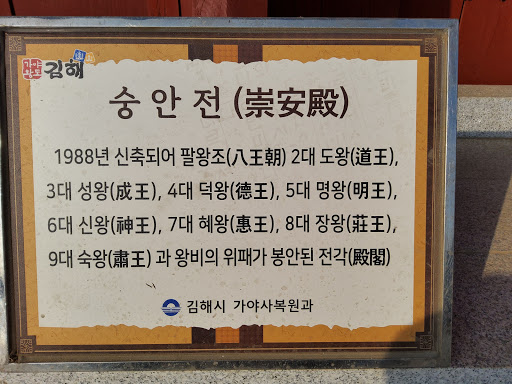 김해
숭안전(崇安殿)
1988년 신축되어 팔왕조(八王朝) 2대 도왕(道王),
3대 성왕(成王), 4대 덕왕(德王), 5대 명왕(明王),
6대 신왕(神王), 7대 혜왕(惠王), 8대 장왕(莊王),
9대 숙왕(肅王) 과 왕비의 위패가 봉안된 전각(殿閣)
김해시 가야사복원과